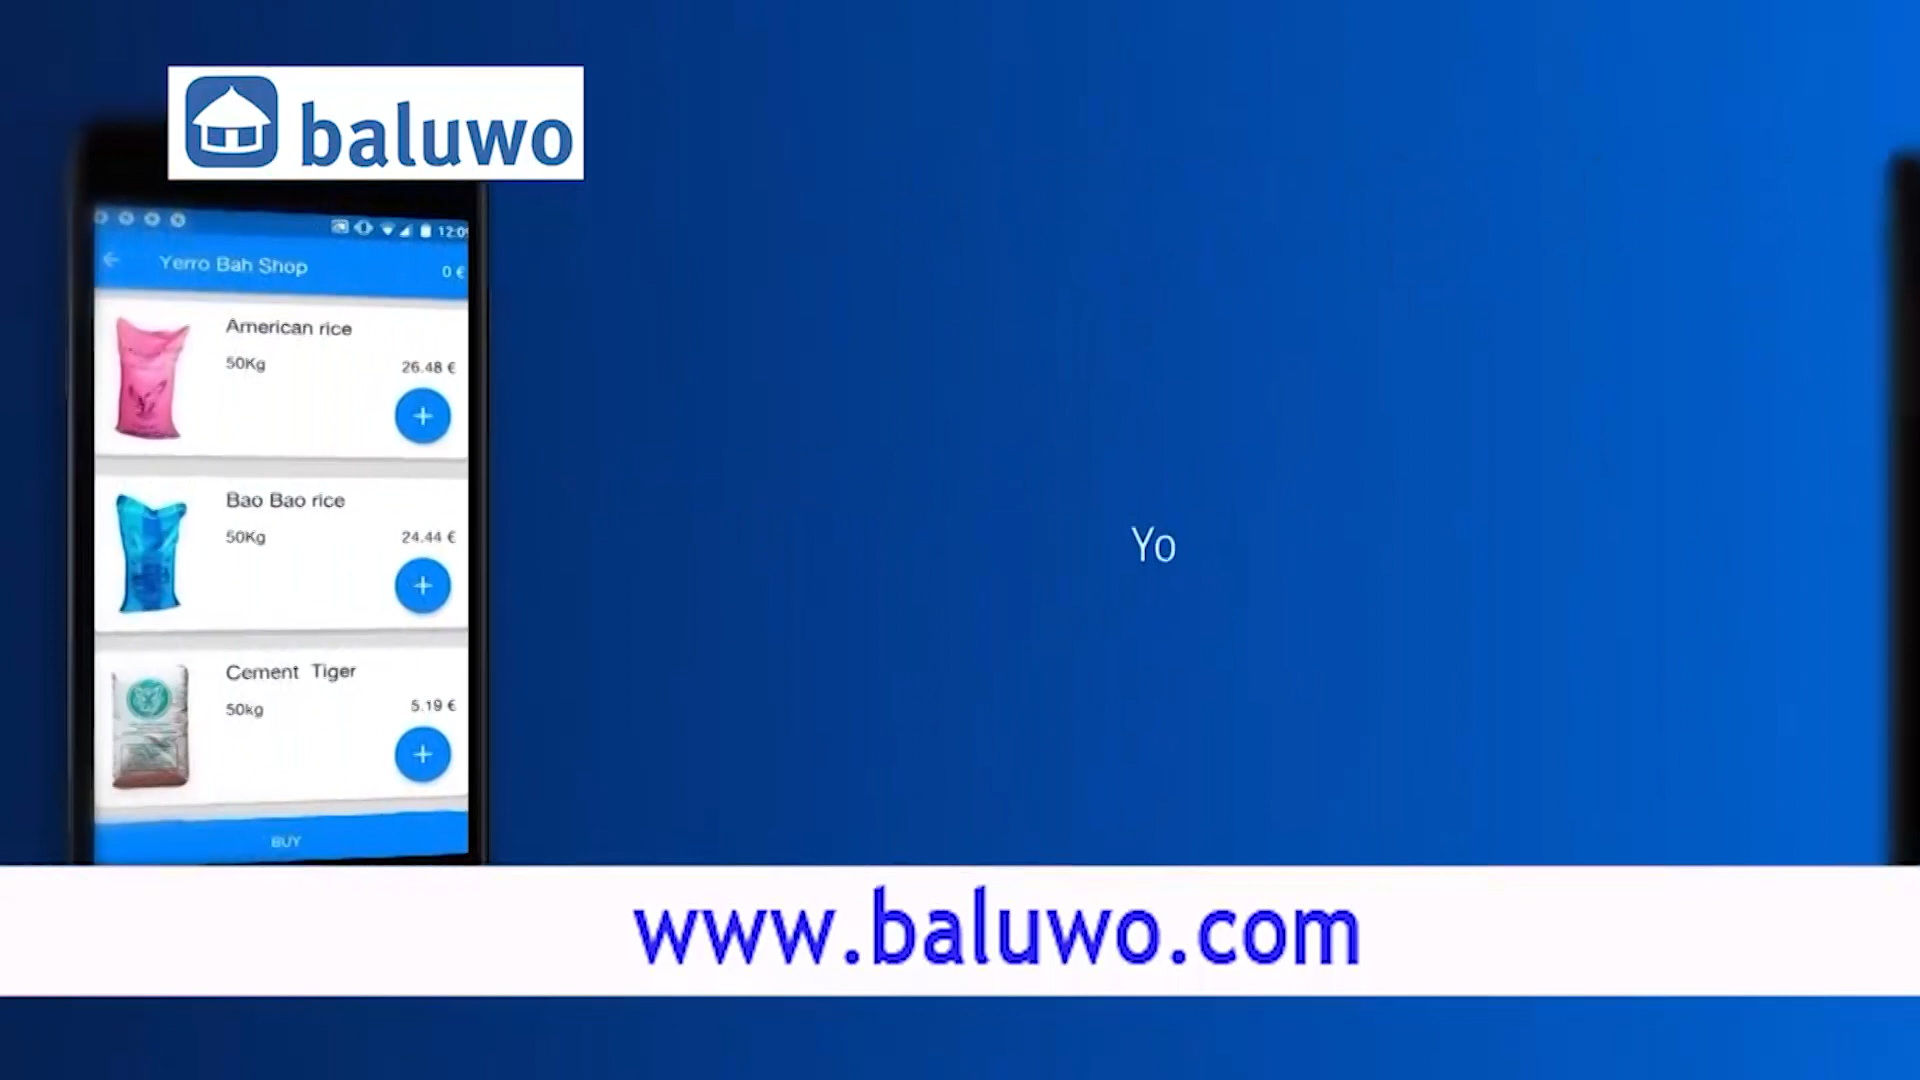 baluwo
12:09
Yerro Bah Shop
0 €
American rice
50Kg
26.48 €
+
Bao Bao rice
50Kg
24.44 €
+
Cement Tiger
50kg
5.19 €
+
BUY
Yo
www.baluwo.com